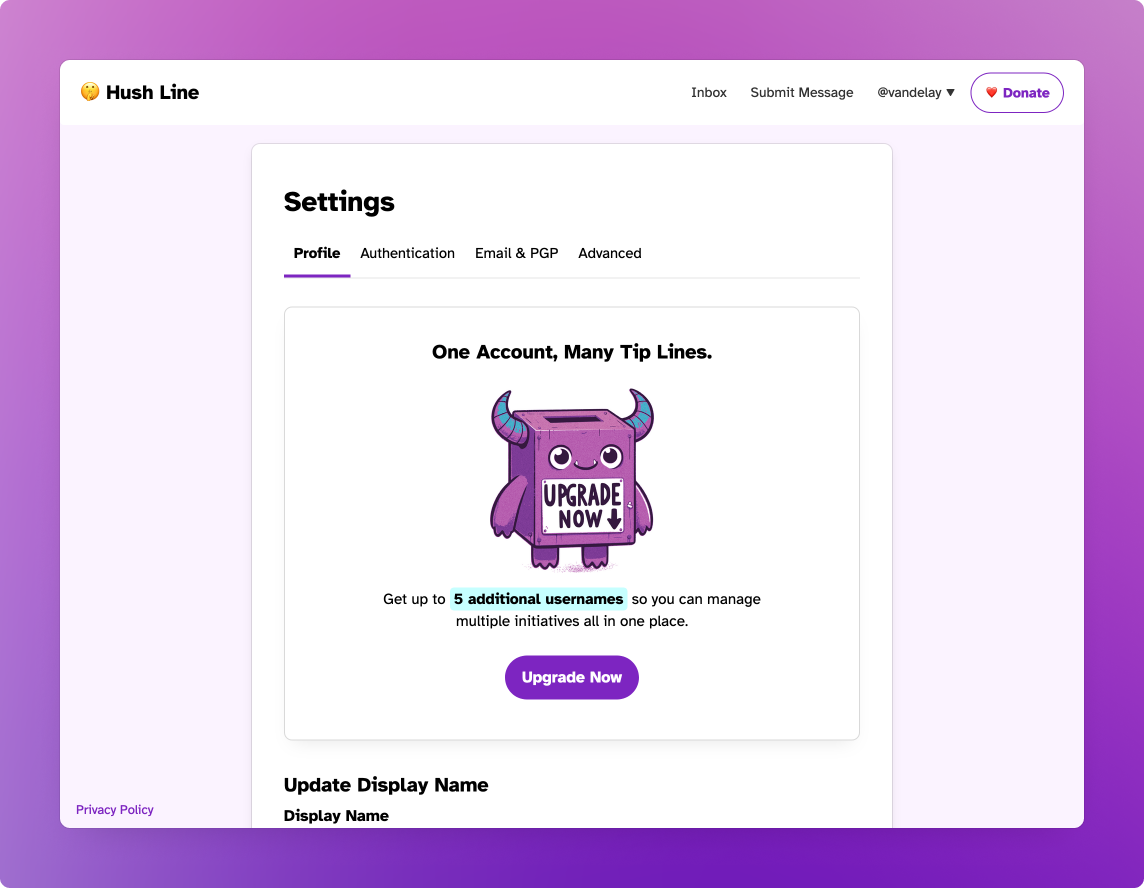 🤫 Hush Line
Inbox
Submit Message
@vandelay ▼
❤️ Donate
Settings
Profile
Authentication
Email & PGP
Advanced
One Account, Many Tip Lines.
UPGRADE
NOW ↓
Get up to 5 additional usernames so you can manage
multiple initiatives all in one place.
Upgrade Now
Update Display Name
Display Name
Privacy Policy